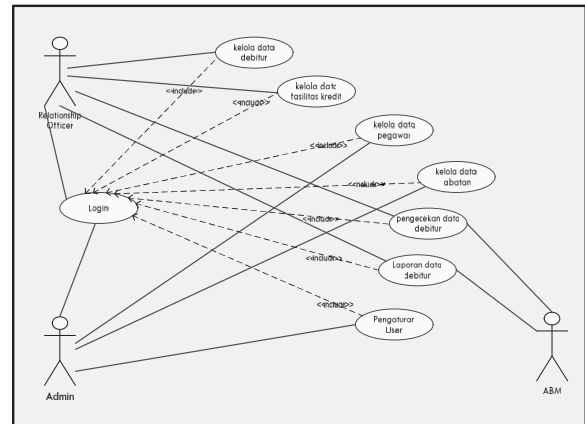 kelola data
debitur
<<include>>
kelola data
fasilitas kredit
<<include>>
Relationship
Officer
kelola data
pegawai
<<include>>
kelola data
jabatan
<<include>>
Login
pengecekan data
debitur
<<include>>
Laporan data
debitur
<<include>>
<<include>>
Pengaturan
User
Admin
ABM